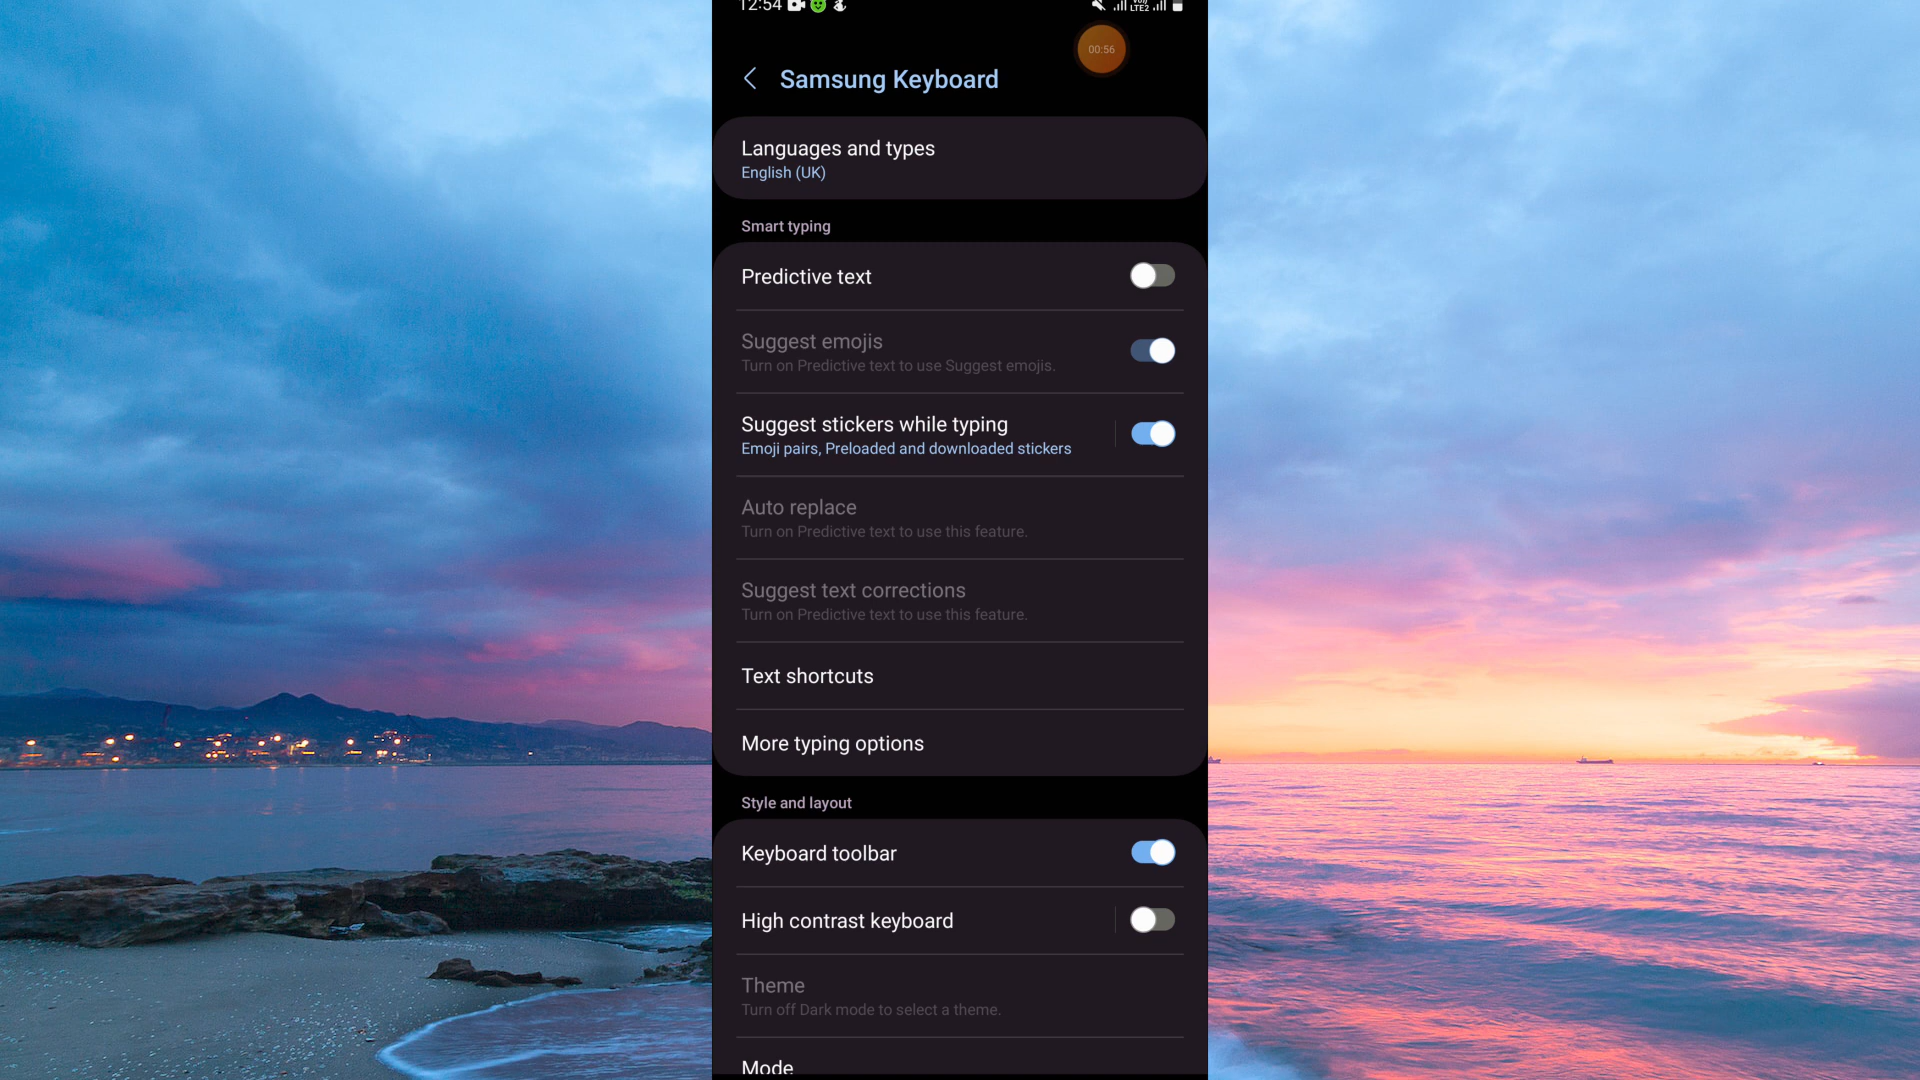 12:54
LTE2
00:56
Samsung Keyboard
Languages and types
English (UK)
Smart typing
Predictive text
Suggest emojis
Turn on Predictive text to use Suggest emojis.
Suggest stickers while typing
Emoji pairs, Preloaded and downloaded stickers
Auto replace
Turn on Predictive text to use this feature.
Suggest text corrections
Turn on Predictive text to use this feature.
Text shortcuts
More typing options
Style and layout
Keyboard toolbar
High contrast keyboard
Theme
Turn off Dark mode to select a theme.
Mode